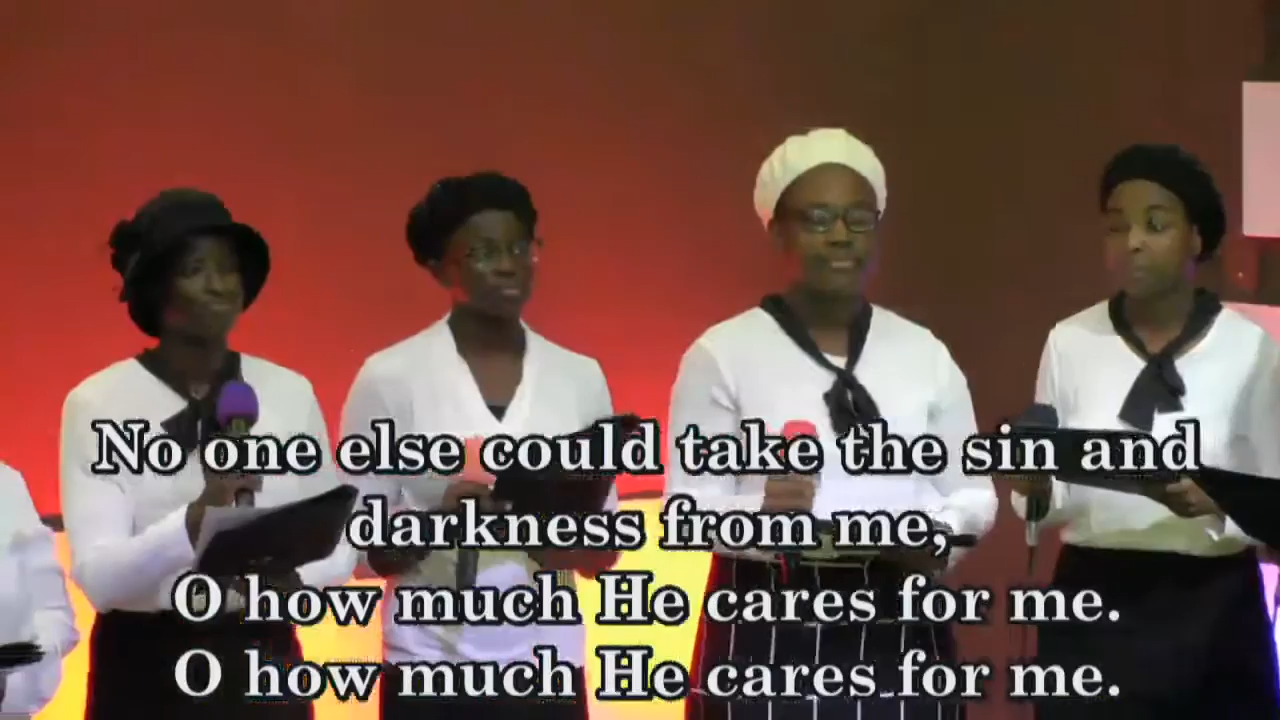 No one else could take the sin and
darkness from me,
O how much He cares for me.
O how much He cares for me.